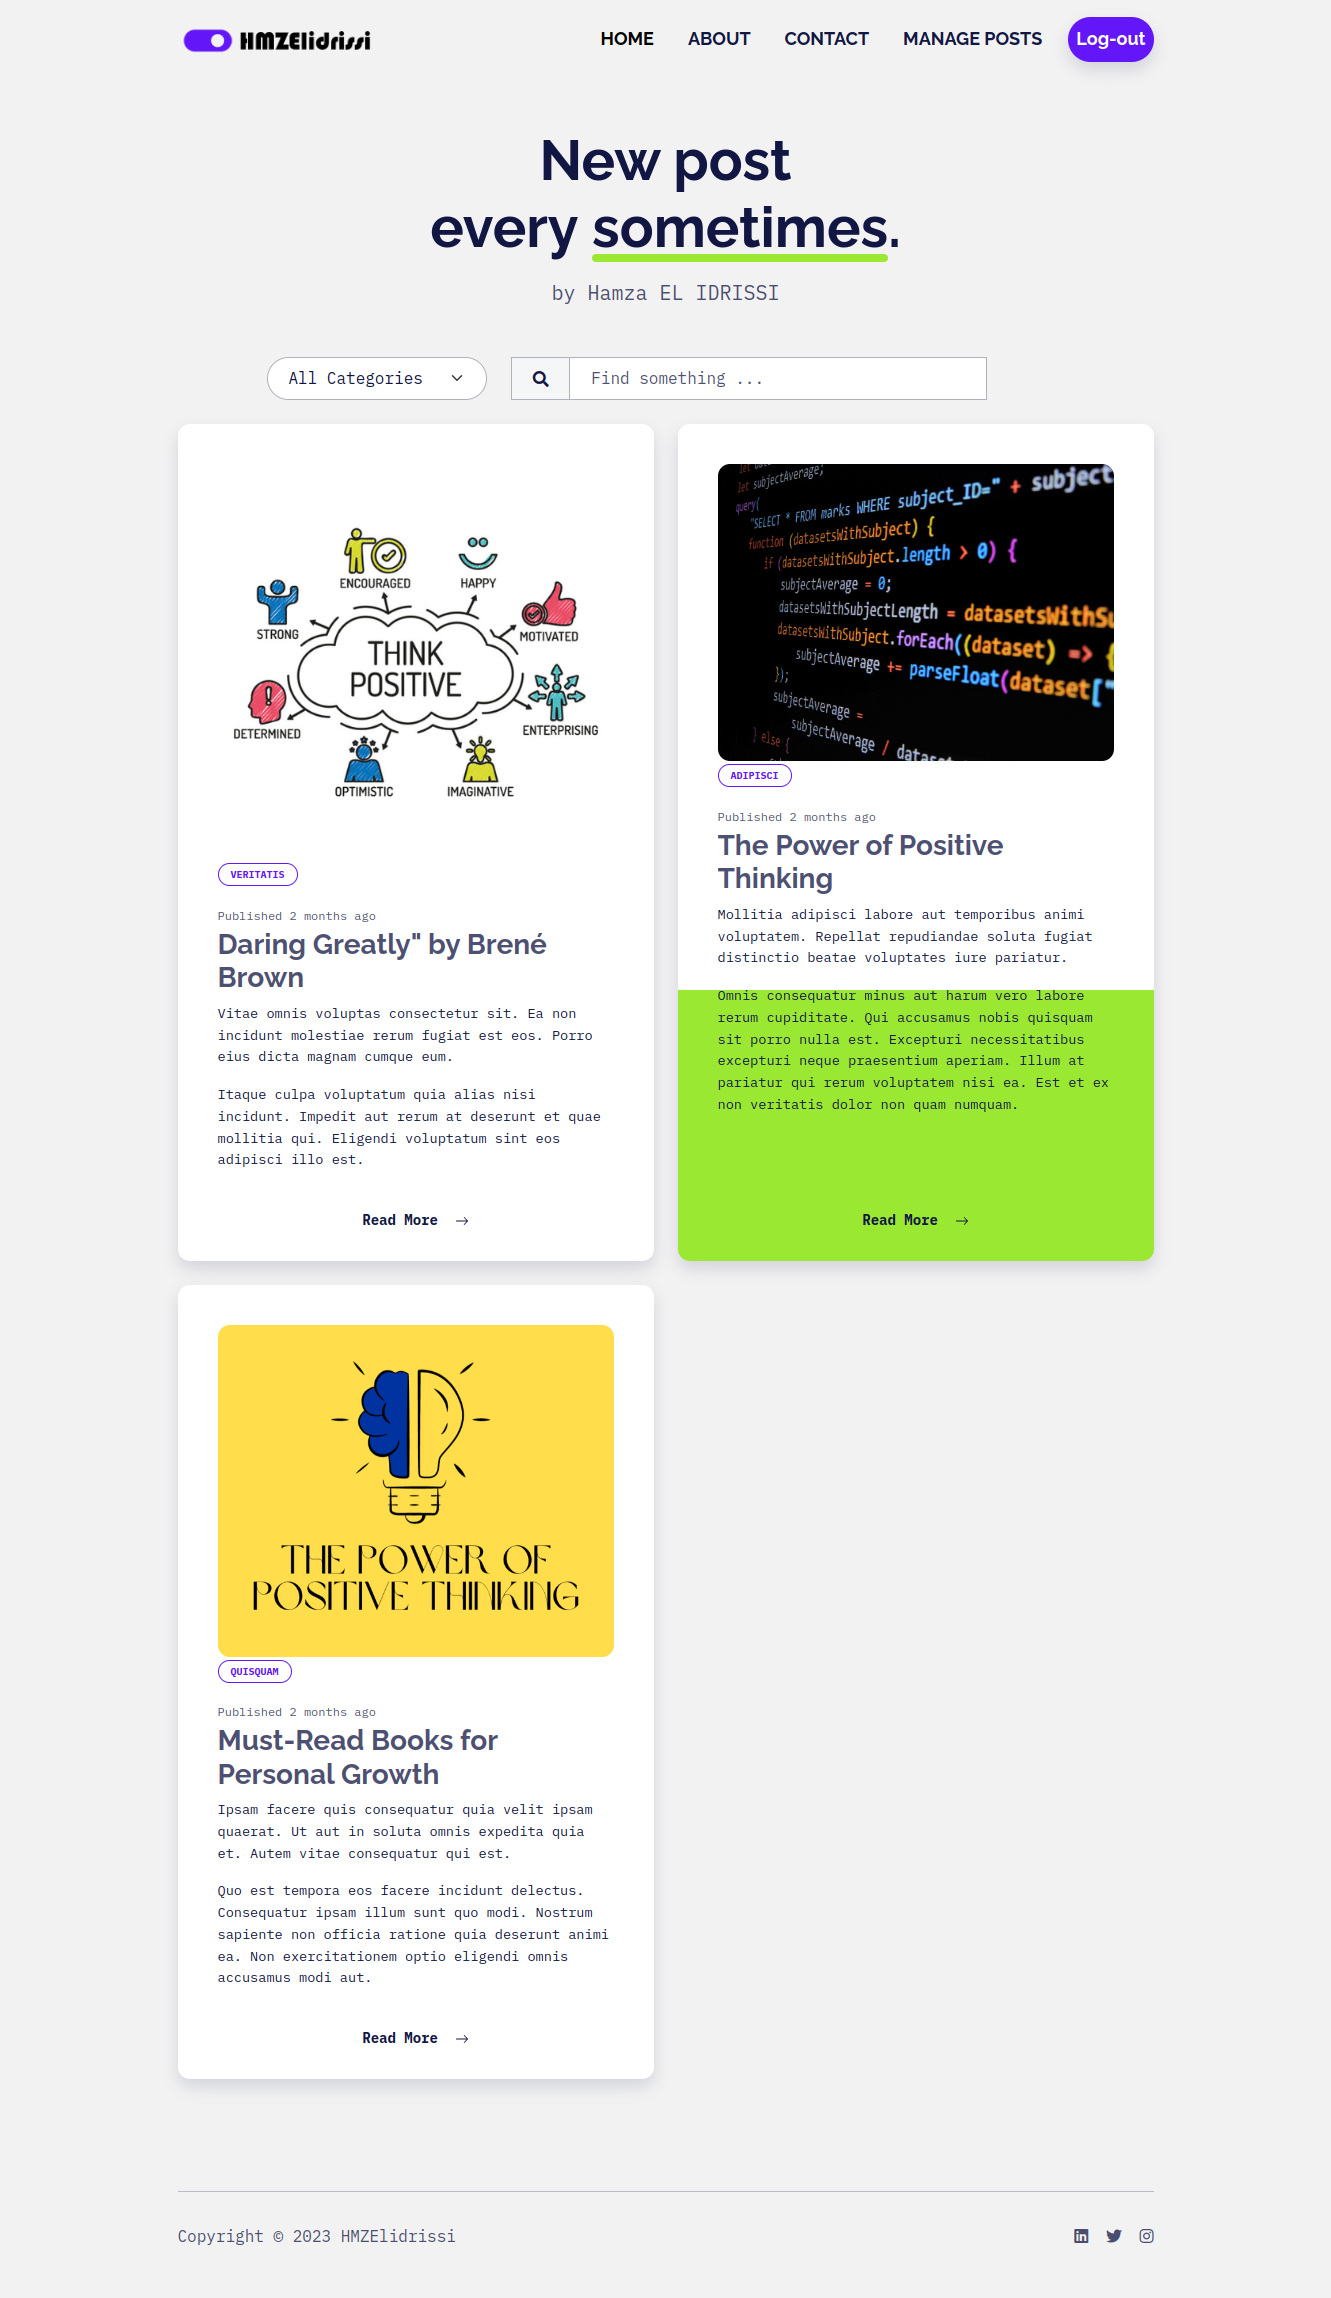 HMZElidrissi
HOME
ABOUT
CONTACT
MANAGE POSTS
Log-out
New post
every sometimes.
by Hamza EL IDRISSI
All Categories
Find something ...
ENCOURAGED
HAPPY
STRONG
MOTIVATED
THINK
POSITIVE
DETERMINED
ENTERPRISING
OPTIMISTIC
IMAGINATIVE
VERITATIS
Published 2 months ago
Daring Greatly" by Brené
Brown
Vitae omnis voluptas consectetur sit. Ea non
incidunt molestiae rerum fugiat est eos. Porro
eius dicta magnam cumque eum.
Itaque culpa voluptatum quia alias nisi
incidunt. Impedit aut rerum at deserunt et quae
mollitia qui. Eligendi voluptatum sint eos
adipisci illo est.
Read More
let subjectAverage;
query(
"SELECT * FROM marks WHERE subject_ID=" + subject
function (datasetsWithSubject) {
if (datasetsWithSubject.length > 0) {
subjectAverage = 0;
datasetsWithSubjectLength = datasetsWithSu
datasetsWithSubject.forEach((dataset) => {
subjectAverage += parseFloat(dataset["
});
subjectAverage =
subjectAverage / datase
} else {
ADIPISCI
Published 2 months ago
The Power of Positive
Thinking
Mollitia adipisci labore aut temporibus animi
voluptatem. Repellat repudiandae soluta fugiat
distinctio beatae voluptates iure pariatur.
Omnis consequatur minus aut harum vero labore
rerum cupiditate. Qui accusamus nobis quisquam
sit porro nulla est. Excepturi necessitatibus
excepturi neque praesentium aperiam. Illum at
pariatur qui rerum voluptatem nisi ea. Est et ex
non veritatis dolor non quam numquam.
Read More
THE POWER OF
POSITIVE THINKING
QUISQUAM
Published 2 months ago
Must-Read Books for
Personal Growth
Ipsam facere quis consequatur quia velit ipsam
quaerat. Ut aut in soluta omnis expedita quia
et. Autem vitae consequatur qui est.
Quo est tempora eos facere incidunt delectus.
Consequatur ipsam illum sunt quo modi. Nostrum
sapiente non officia ratione quia deserunt animi
ea. Non exercitationem optio eligendi omnis
accusamus modi aut.
Read More
Copyright © 2023 HMZElidrissi